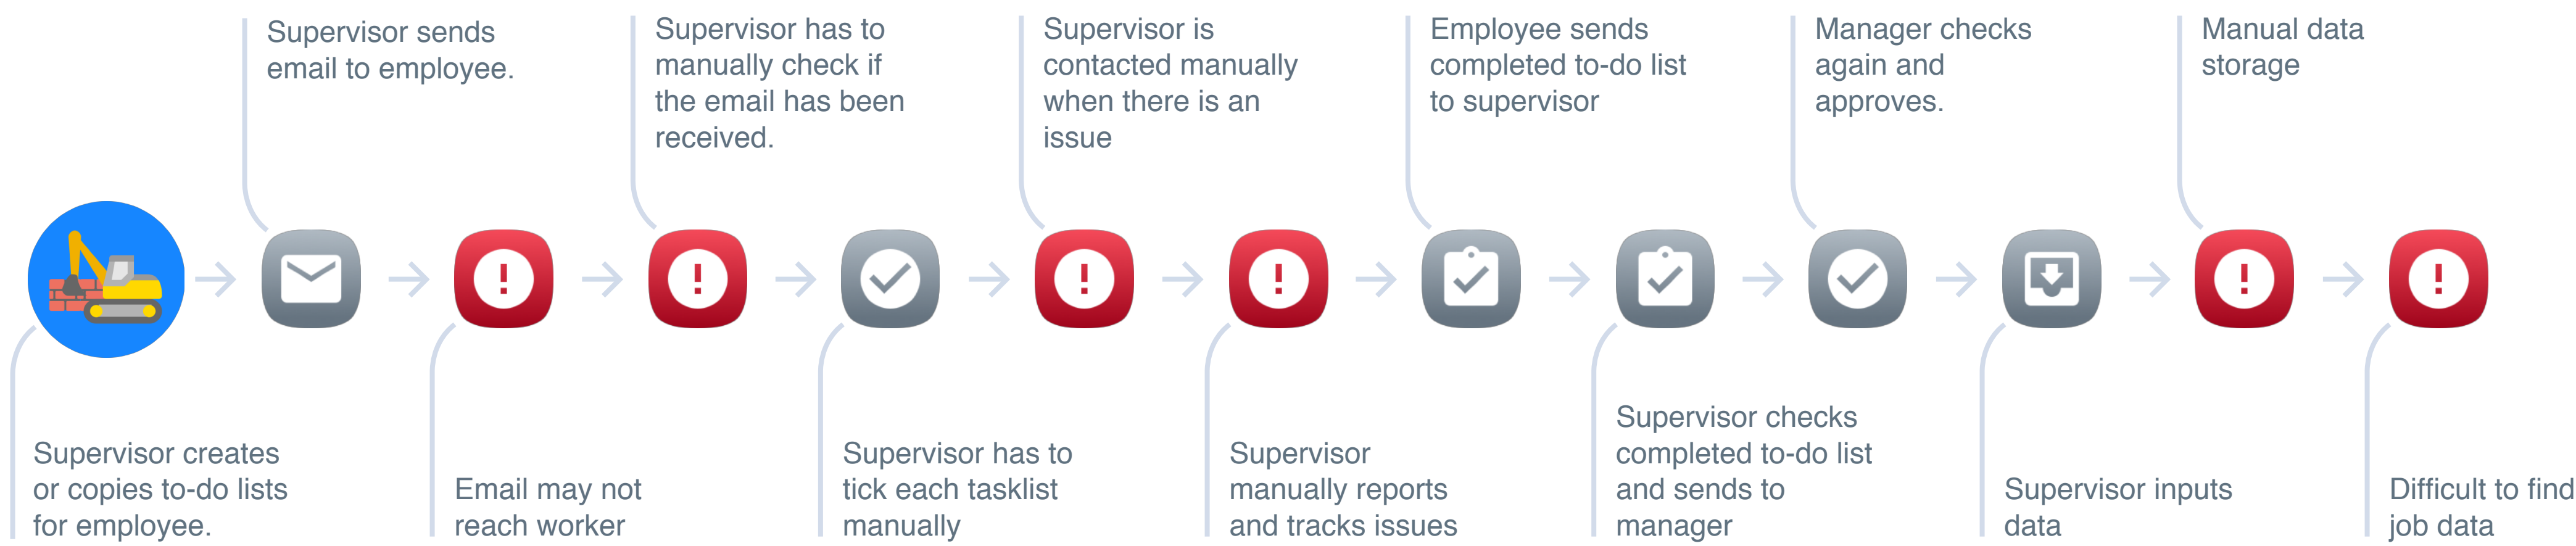 Supervisor sends
email to employee.
Supervisor has to
manually check if
the email has been
received.
Supervisor is
contacted manually
when there is an
issue
Employee sends
completed to-do list
to supervisor
Manager checks
again and
approves.
Manual data
storage
Supervisor creates
or copies to-do lists
for employee.
Email may not
reach worker
Supervisor has to
tick each tasklist
manually
Supervisor
manually reports
and tracks issues
Supervisor checks
completed to-do list
and sends to
manager
Supervisor inputs
data
Difficult to find
job data